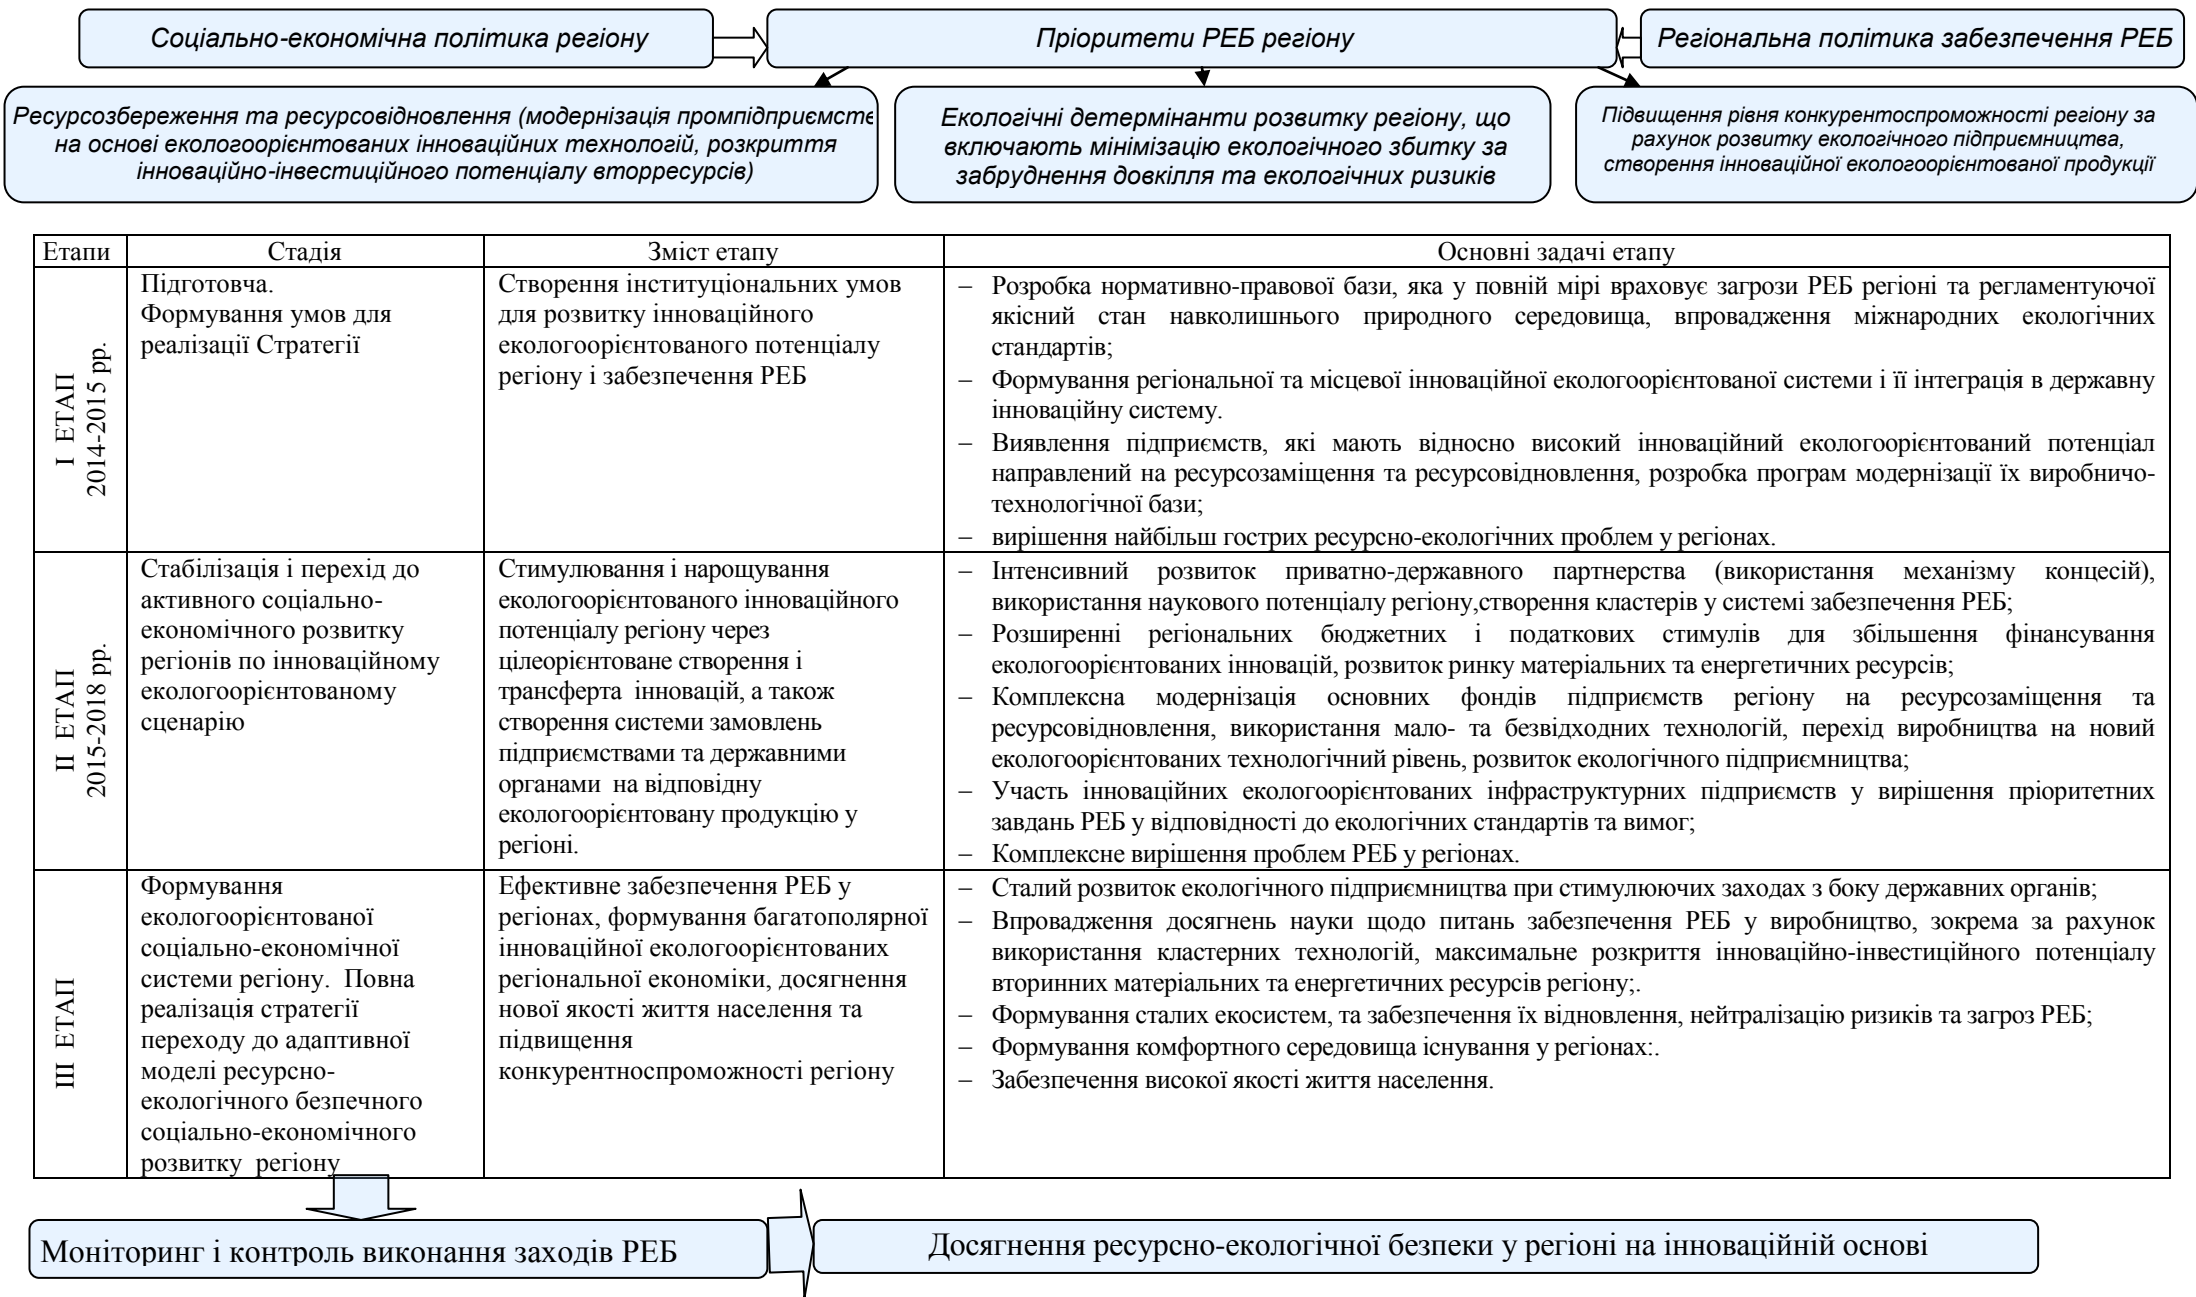 Соціально-економічна політика регіону
Пріоритети РЕБ регіону
Регіональна політика забезпечення РЕБ
Ресурсозбереження та ресурсовідновлення (модернізація промпідприємств
на основі екологоорієнтованих інноваційних технологій, розкриття
інноваційно-інвестиційного потенціалу вторресурсів)
Екологічні детермінанти розвитку регіону, що
включають мінімізацію екологічного збитку за
забруднення довкілля та екологічних ризиків
Підвищення рівня конкурентоспроможності регіону за
рахунок розвитку екологічного підприємництва,
створення інноваційної екологоорієнтованої продукції
Етапи
Стадія
Зміст етапу
Основні задачі етапу
І ЕТАП
2014-2015 рр.
Підготовча.
Формування умов для
реалізації Стратегії
Створення інституціональних умов
для розвитку інноваційного
екологоорієнтованого потенціалу
регіону і забезпечення РЕБ
– Розробка нормативно-правової бази, яка у повній мірі враховує загрози РЕБ регіоні та регламентуючої
якісний стан навколишнього природного середовища, впровадження міжнародних екологічних
стандартів;
– Формування регіональної та місцевої інноваційної екологоорієнтованої системи і її інтеграція в державну
інноваційну систему.
– Виявлення підприємств, які мають відносно високий інноваційний екологоорієнтований потенціал
направлений на ресурсозаміщення та ресурсовідновлення, розробка програм модернізації їх виробничо-
технологічної бази;
– вирішення найбільш гострих ресурсно-екологічних проблем у регіонах.
ІІ ЕТАП
2015-2018 рр.
Стабілізація і перехід до
активного соціально-
економічного розвитку
регіонів по інноваційному
екологоорієнтованому
сценарію
Стимулювання і нарощування
екологоорієнтованого інноваційного
потенціалу регіону через
цілеорієнтоване створення і
трансферта інновацій, а також
створення системи замовлень
підприємствами та державними
органами на відповідну
екологоорієнтовану продукцію у
регіоні.
– Інтенсивний розвиток приватно-державного партнерства (використання механізму концесій),
використання наукового потенціалу регіону,створення кластерів у системі забезпечення РЕБ;
– Розширенні регіональних бюджетних і податкових стимулів для збільшення фінансування
екологоорієнтованих інновацій, розвиток ринку матеріальних та енергетичних ресурсів;
– Комплексна модернізація основних фондів підприємств регіону на ресурсозаміщення та
ресурсовідновлення, використання мало- та безвідходних технологій, перехід виробництва на новий
екологоорієнтованих технологічний рівень, розвиток екологічного підприємництва;
– Участь інноваційних екологоорієнтованих інфраструктурних підприємств у вирішення пріоритетних
завдань РЕБ у відповідності до екологічних стандартів та вимог;
– Комплексне вирішення проблем РЕБ у регіонах.
ІІІ ЕТАП
Формування
екологоорієнтованої
соціально-економічної
системи регіону. Повна
реалізація стратегії
переходу до адаптивної
моделі ресурсно-
екологічного безпечного
соціально-економічного
розвитку регіону
Ефективне забезпечення РЕБ у
регіонах, формування багатополярної
інноваційної екологоорієнтованих
регіональної економіки, досягнення
нової якості життя населення та
підвищення
конкурентноспроможності регіону
– Сталий розвиток екологічного підприємництва при стимулюючих заходах з боку державних органів;
– Впровадження досягнень науки щодо питань забезпечення РЕБ у виробництво, зокрема за рахунок
використання кластерних технологій, максимальне розкриття інноваційно-інвестиційного потенціалу
вторинних матеріальних та енергетичних ресурсів регіону;.
– Формування сталих екосистем, та забезпечення їх відновлення, нейтралізацію ризиків та загроз РЕБ;
– Формування комфортного середовища існування у регіонах:.
– Забезпечення високої якості життя населення.
Моніторинг і контроль виконання заходів РЕБ
Досягнення ресурсно-екологічної безпеки у регіоні на інноваційній основі